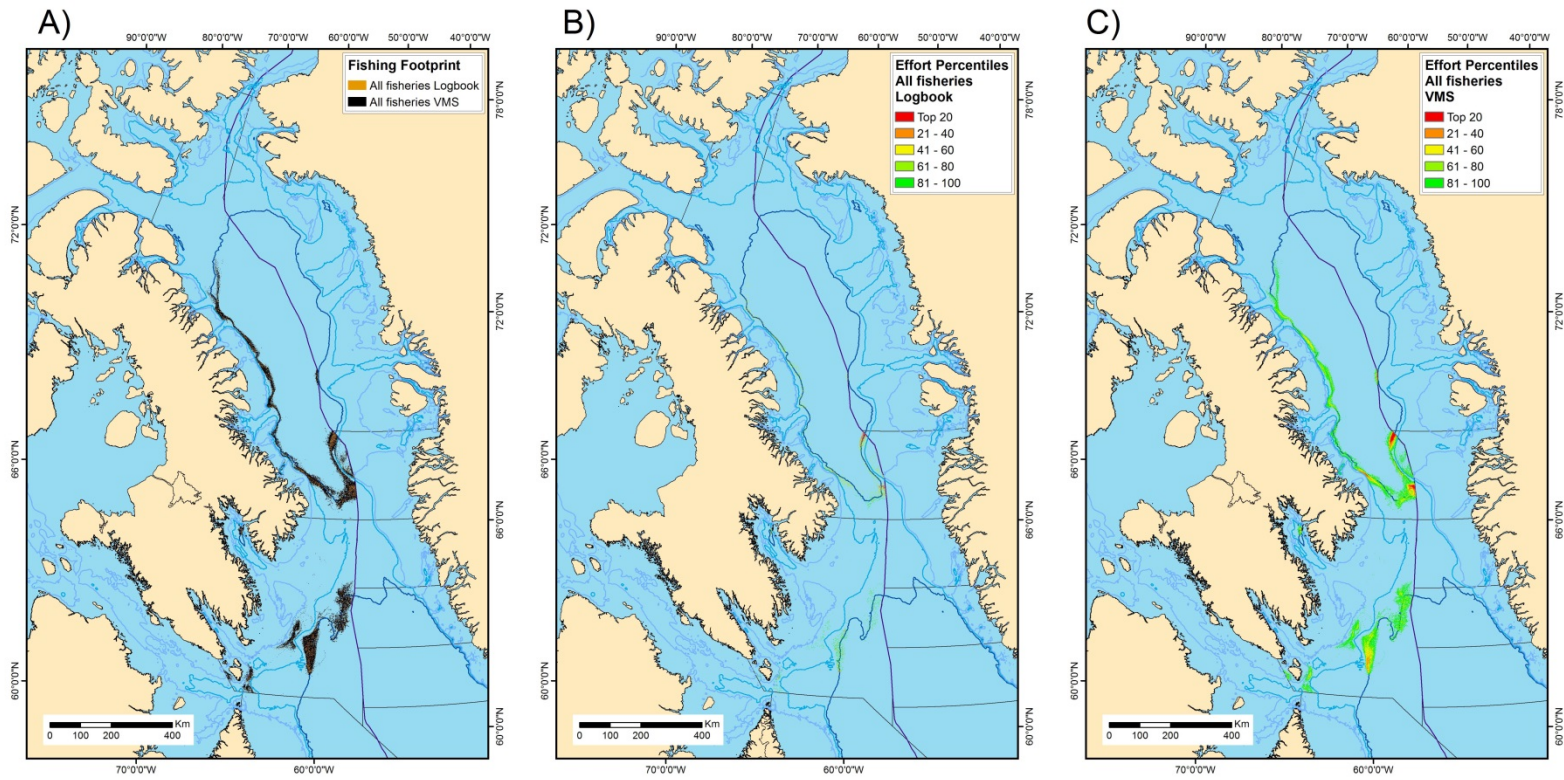 A)
B)
C)
90°0'0"W 80°0'0"W 70°0'0"W 60°0'0"W 50°0'0"W 40°0'0"W
90°0'0"W 80°0'0"W 70°0'0"W 60°0'0"W 50°0'0"W 40°0'0"W
90°0'0"W 80°0'0"W 70°0'0"W 60°0'0"W 50°0'0"W 40°0'0"W
Fishing Footprint
All fisheries Logbook
All fisheries VMS
Effort Percentiles
All fisheries
Logbook
Top 20
21 - 40
41 - 60
61 - 80
81 - 100
Effort Percentiles
All fisheries
VMS
Top 20
21 - 40
41 - 60
61 - 80
81 - 100
78°0'0"N
78°0'0"N
78°0'0"N
72°0'0"N
72°0'0"N
72°0'0"N
72°0'0"N
72°0'0"N
72°0'0"N
66°0'0"N
66°0'0"N
66°0'0"N
66°0'0"N
66°0'0"N
66°0'0"N
60°0'0"N
60°0'0"N
60°0'0"N
60°0'0"N
60°0'0"N
60°0'0"N
Km
0 100 200 400
Km
0 100 200 400
Km
0 100 200 400
70°0'0"W 60°0'0"W
70°0'0"W 60°0'0"W
70°0'0"W 60°0'0"W